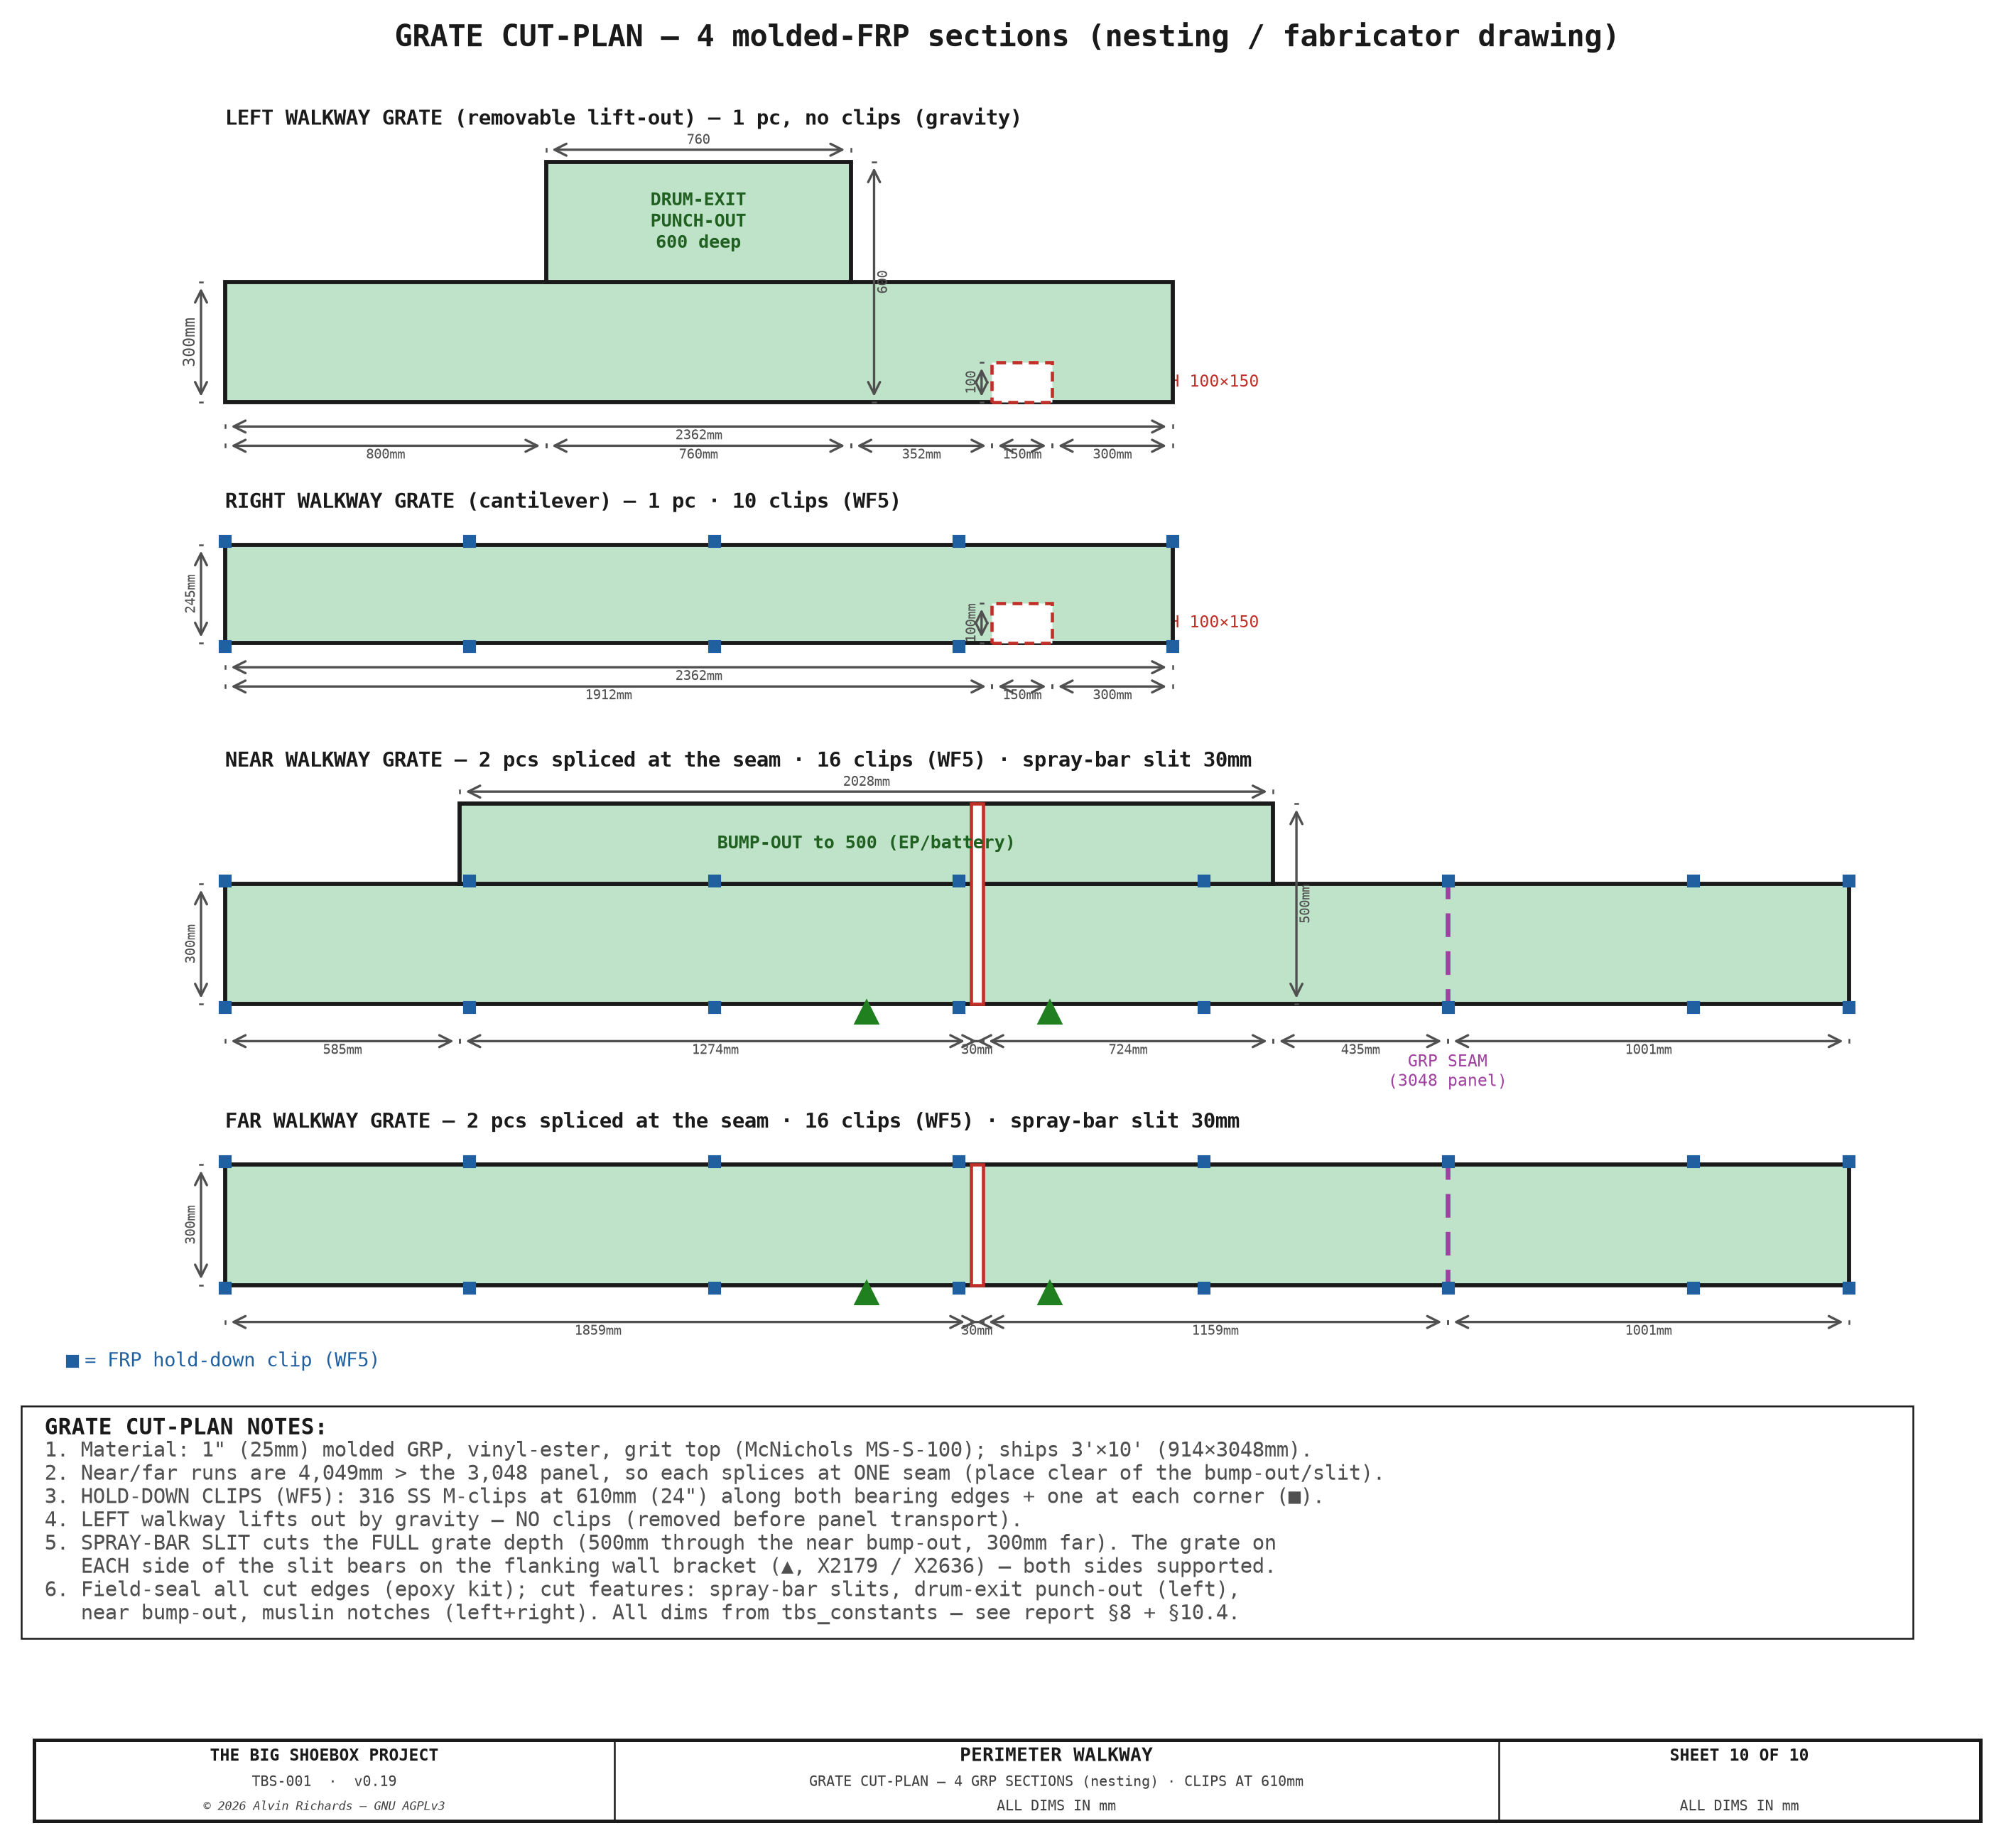 GRATE CUT-PLAN — 4 molded-FRP sections (nesting / fabricator drawing)
LEFT WALKWAY GRATE (removable lift-out) — 1 pc, no clips (gravity)
760
DRUM-EXIT
PUNCH-OUT
600 deep
600
300mm
100
100×150
2362mm
800mm
760mm
352mm
150mm
300mm
RIGHT WALKWAY GRATE (cantilever) — 1 pc · 10 clips (WF5)
245mm
100mm
100×150
2362mm
1912mm
150mm
300mm
NEAR WALKWAY GRATE — 2 pcs spliced at the seam · 16 clips (WF5) · spray-bar slit 30mm
2028mm
BUMP-OUT to 500 (EP/battery)
500mm
300mm
585mm
1274mm
30mm
724mm
435mm
1001mm
GRP SEAM
(3048 panel)
FAR WALKWAY GRATE — 2 pcs spliced at the seam · 16 clips (WF5) · spray-bar slit 30mm
300mm
1859mm
30mm
1159mm
1001mm
■ = FRP hold-down clip (WF5)
GRATE CUT-PLAN NOTES:
1. Material: 1" (25mm) molded GRP, vinyl-ester, grit top (McNichols MS-S-100); ships 3'×10' (914×3048mm).
2. Near/far runs are 4,049mm > the 3,048 panel, so each splices at ONE seam (place clear of the bump-out/slit).
3. HOLD-DOWN CLIPS (WF5): 316 SS M-clips at 610mm (24") along both bearing edges + one at each corner (■).
4. LEFT walkway lifts out by gravity — NO clips (removed before panel transport).
5. SPRAY-BAR SLIT cuts the FULL grate depth (500mm through the near bump-out, 300mm far). The grate on
EACH side of the slit bears on the flanking wall bracket (▲, X2179 / X2636) — both sides supported.
6. Field-seal all cut edges (epoxy kit); cut features: spray-bar slits, drum-exit punch-out (left),
near bump-out, muslin notches (left+right). All dims from tbs_constants — see report §8 + §10.4.
THE BIG SHOEBOX PROJECT
TBS-001 · v0.19
© 2026 Alvin Richards — GNU AGPLv3
PERIMETER WALKWAY
GRATE CUT-PLAN — 4 GRP SECTIONS (nesting) · CLIPS AT 610mm
ALL DIMS IN mm
SHEET 10 OF 10
ALL DIMS IN mm